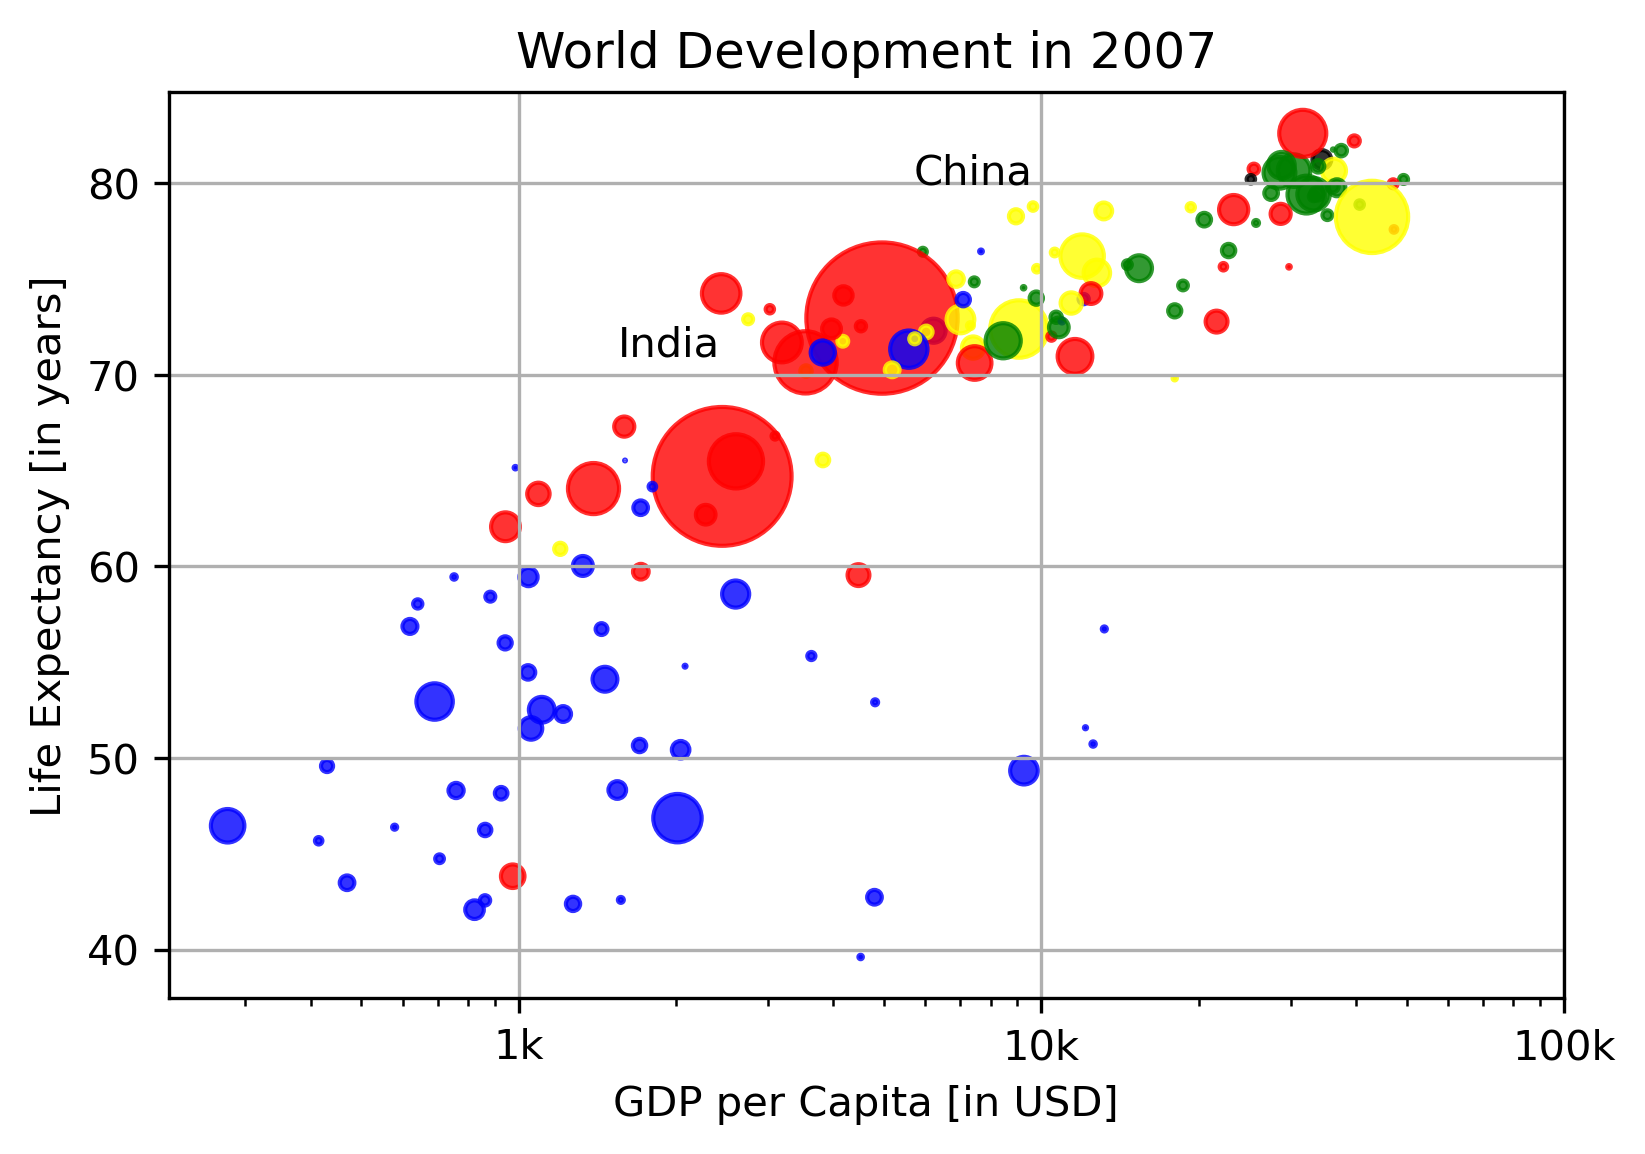 World Development in 2007
Life Expectancy [in years]
80
70
60
50
40
China
India
1k
10k
100k
GDP per Capita [in USD]